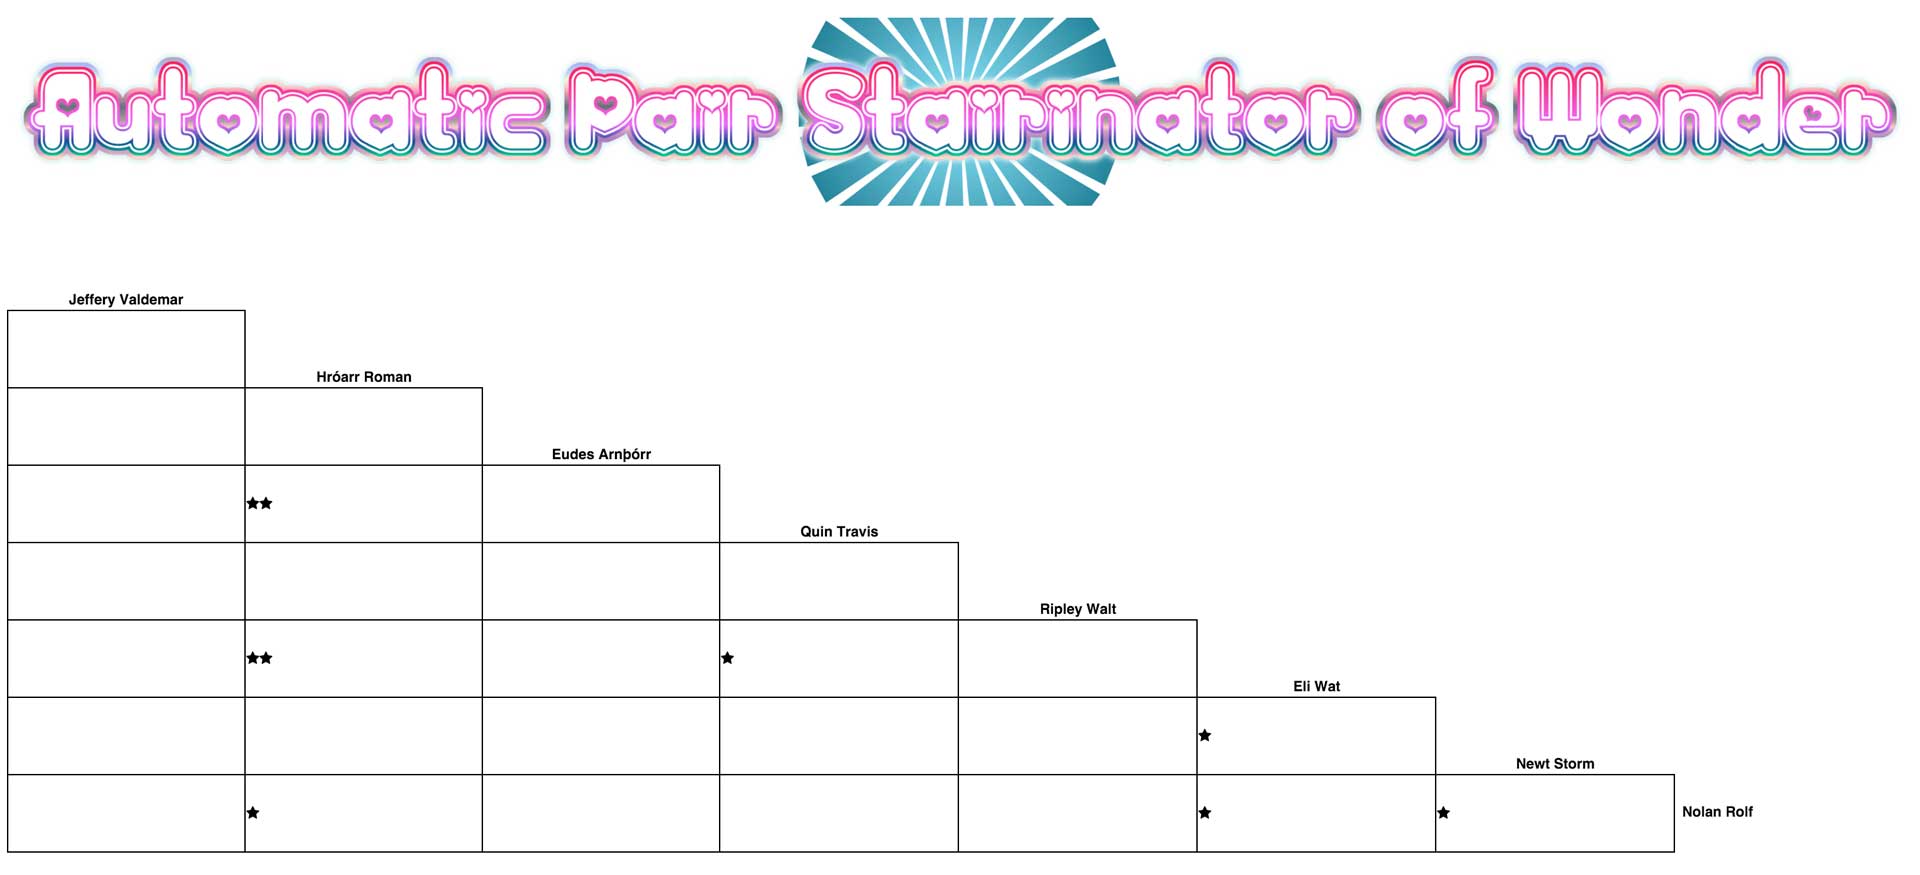 Automatic Pair Stairinator of Wonder
Jeffery Valdemar
Hróarr Roman
Eudes Arnþórr
★★
Quin Travis
Ripley Walt
★★ ★
Eli Wat
★
Newt Storm
★ ★ ★ Nolan Rolf